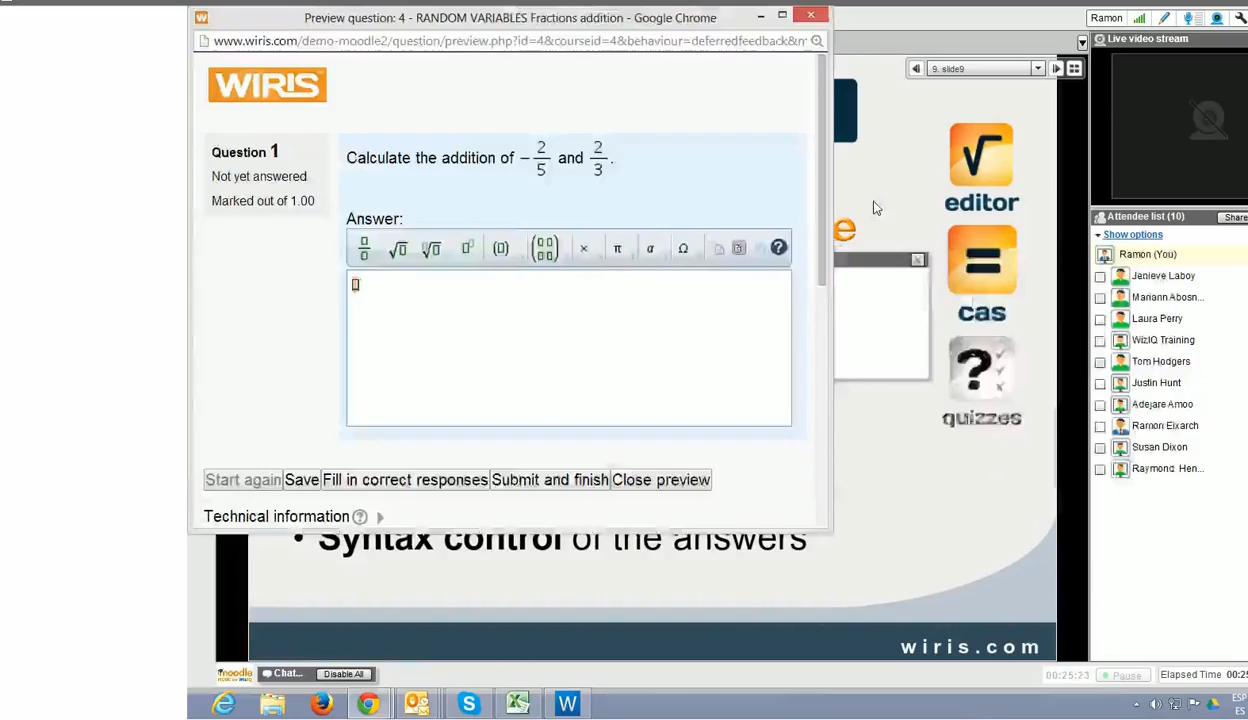 Preview question: 4 - RANDOM VARIABLES Fractions addition - Google Chrome
www.wiris.com/demo-moodle2/question/preview.php?id=4&courseid=4&behaviour=deferredfeedback&
WIRIS
Question 1
Not yet answered
Marked out of 1.00
Calculate the addition of −2/5 and 2/3.
Answer:
× π α Ω ?
Start again Save Fill in correct responses Submit and finish Close preview
Technical information ?
Syntax control of the answers
wiris.com
9. slide9
e
√
editor
=
cas
?
quizzes
Ramon
Live video stream
Attendee list (10) Share
Show options
Ramon (You)
Jenieve Laboy
Mariann Abosn...
Laura Perry
WizIQ Training
Tom Hodgers
Justin Hunt
Adejare Amoo
Ramon Eixarch
Susan Dixon
Raymond Hen...
moodle
Chat... Disable All
00:25:23 Pause Elapsed Time 00:25:2
ESP
ES